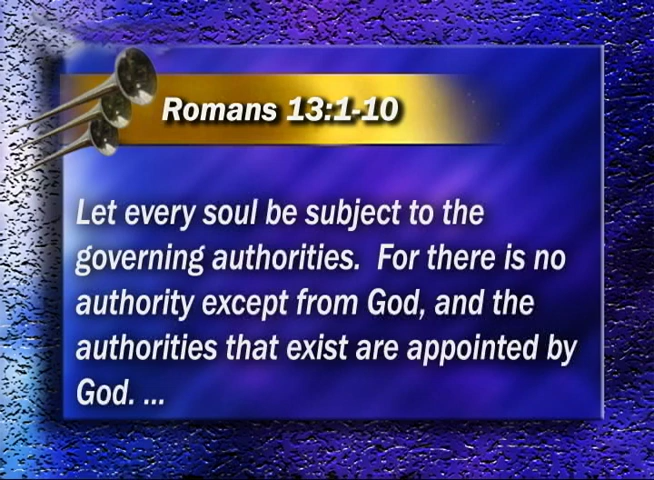 Romans 13:1-10
Let every soul be subject to the
governing authorities.  For there is no
authority except from God, and the
authorities that exist are appointed by
God. ...